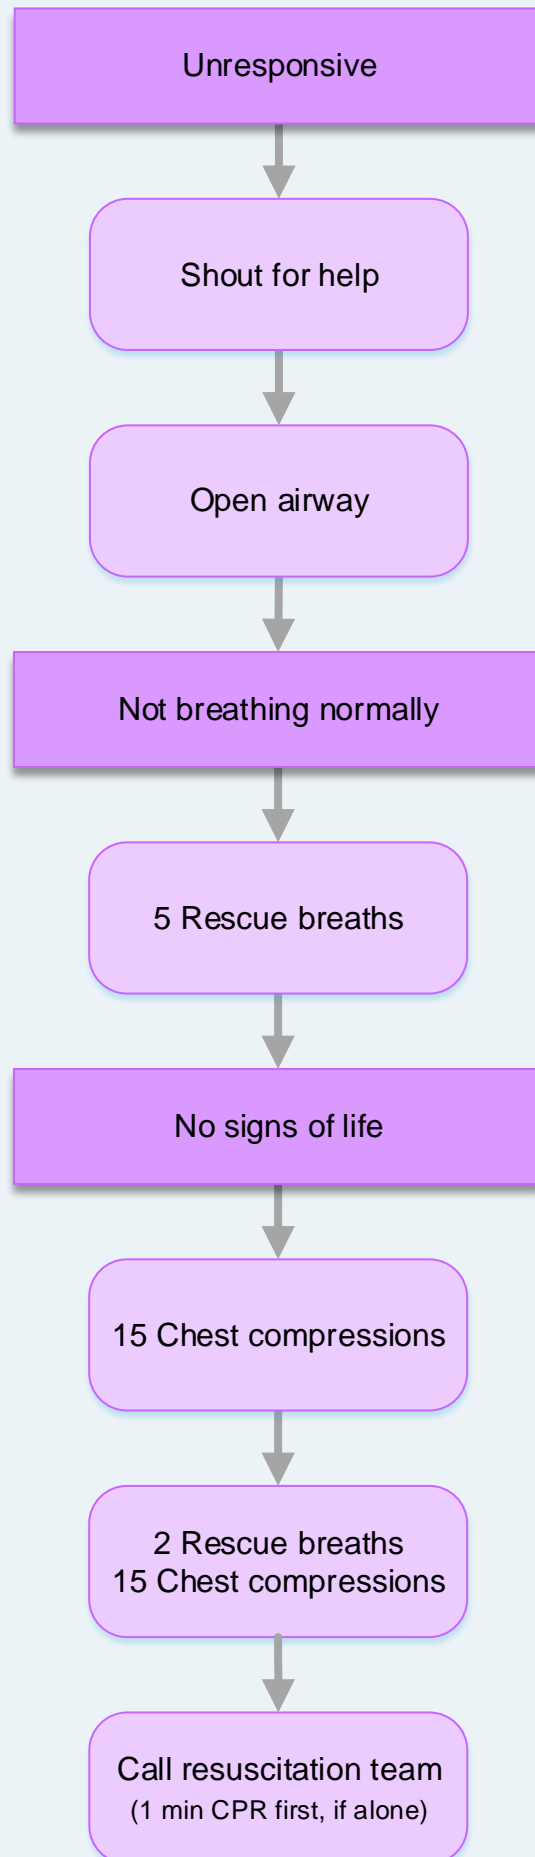 Unresponsive
Shout for help
Open airway
Not breathing normally
5 Rescue breaths
No signs of life
15 Chest compressions
2 Rescue breaths
15 Chest compressions
Call resuscitation team
(1 min CPR first, if alone)